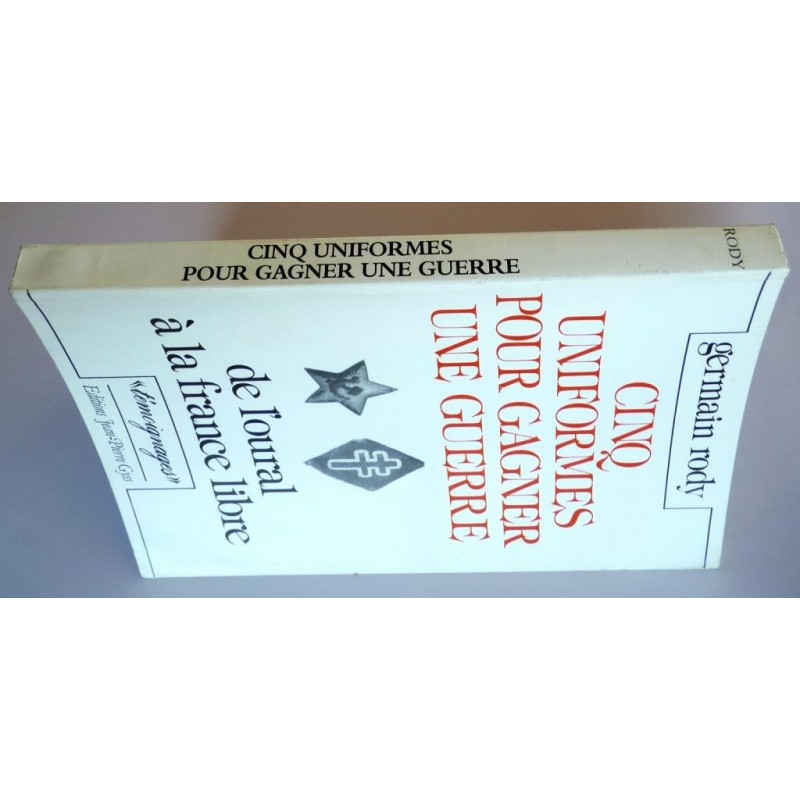 CINQ UNIFORMES
POUR GAGNER UNE GUERRE
RODY
germain rody
CINQ
UNIFORMES
POUR GAGNER
UNE GUERRE
de l'oural
à la france libre
«témoignages»
Editions Jean-Pierre Gyss